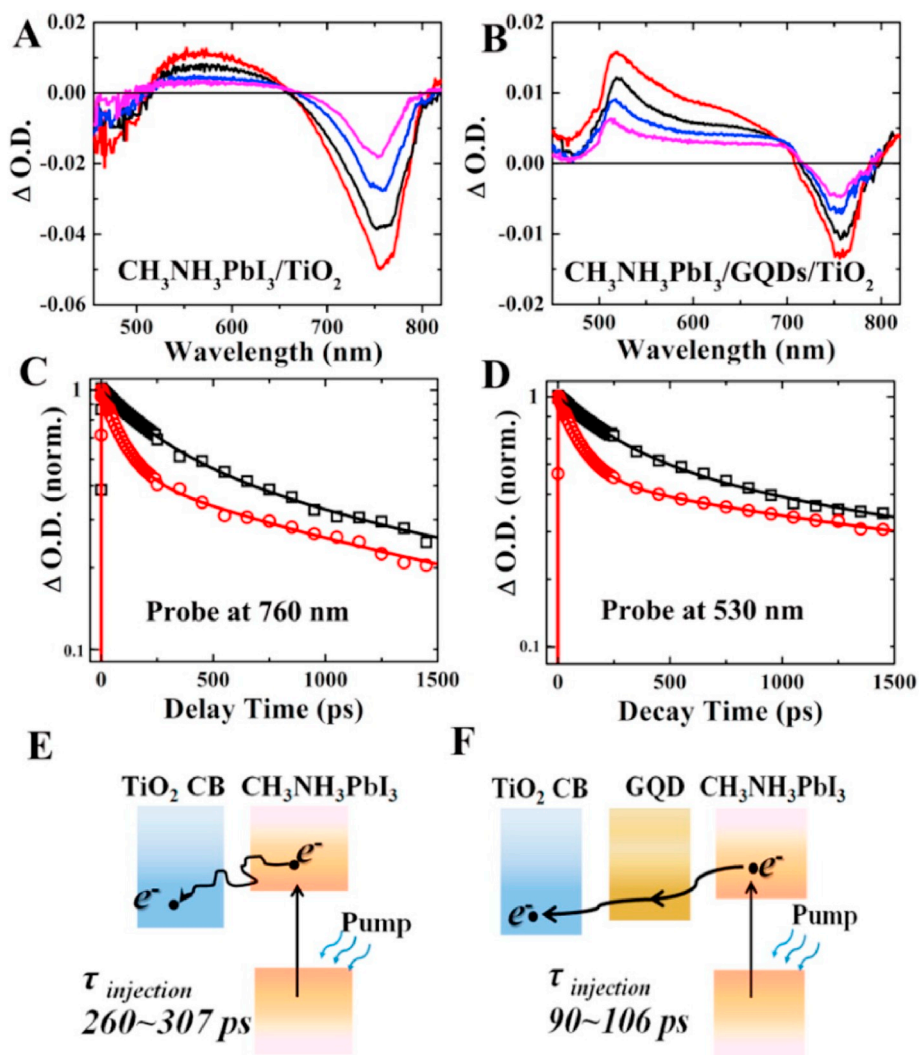 A
0.02
0.00
-0.02
-0.04
-0.06
Δ O.D.
CH₃NH₃PbI₃/TiO₂
500 600 700 800
Wavelength (nm)
B
0.02
0.01
0.00
-0.01
-0.02
Δ O.D.
CH₃NH₃PbI₃/GQDs/TiO₂
500 600 700 800
Wavelength (nm)
C
1
0.1
Δ O.D. (norm.)
Probe at 760 nm
0 500 1000 1500
Delay Time (ps)
D
1
0.1
Δ O.D. (norm.)
Probe at 530 nm
0 500 1000 1500
Decay Time (ps)
E
TiO₂ CB CH₃NH₃PbI₃
e⁻
e⁻
Pump
τ injection
260~307 ps
F
TiO₂ CB GQD CH₃NH₃PbI₃
e⁻
e⁻
Pump
τ injection
90~106 ps